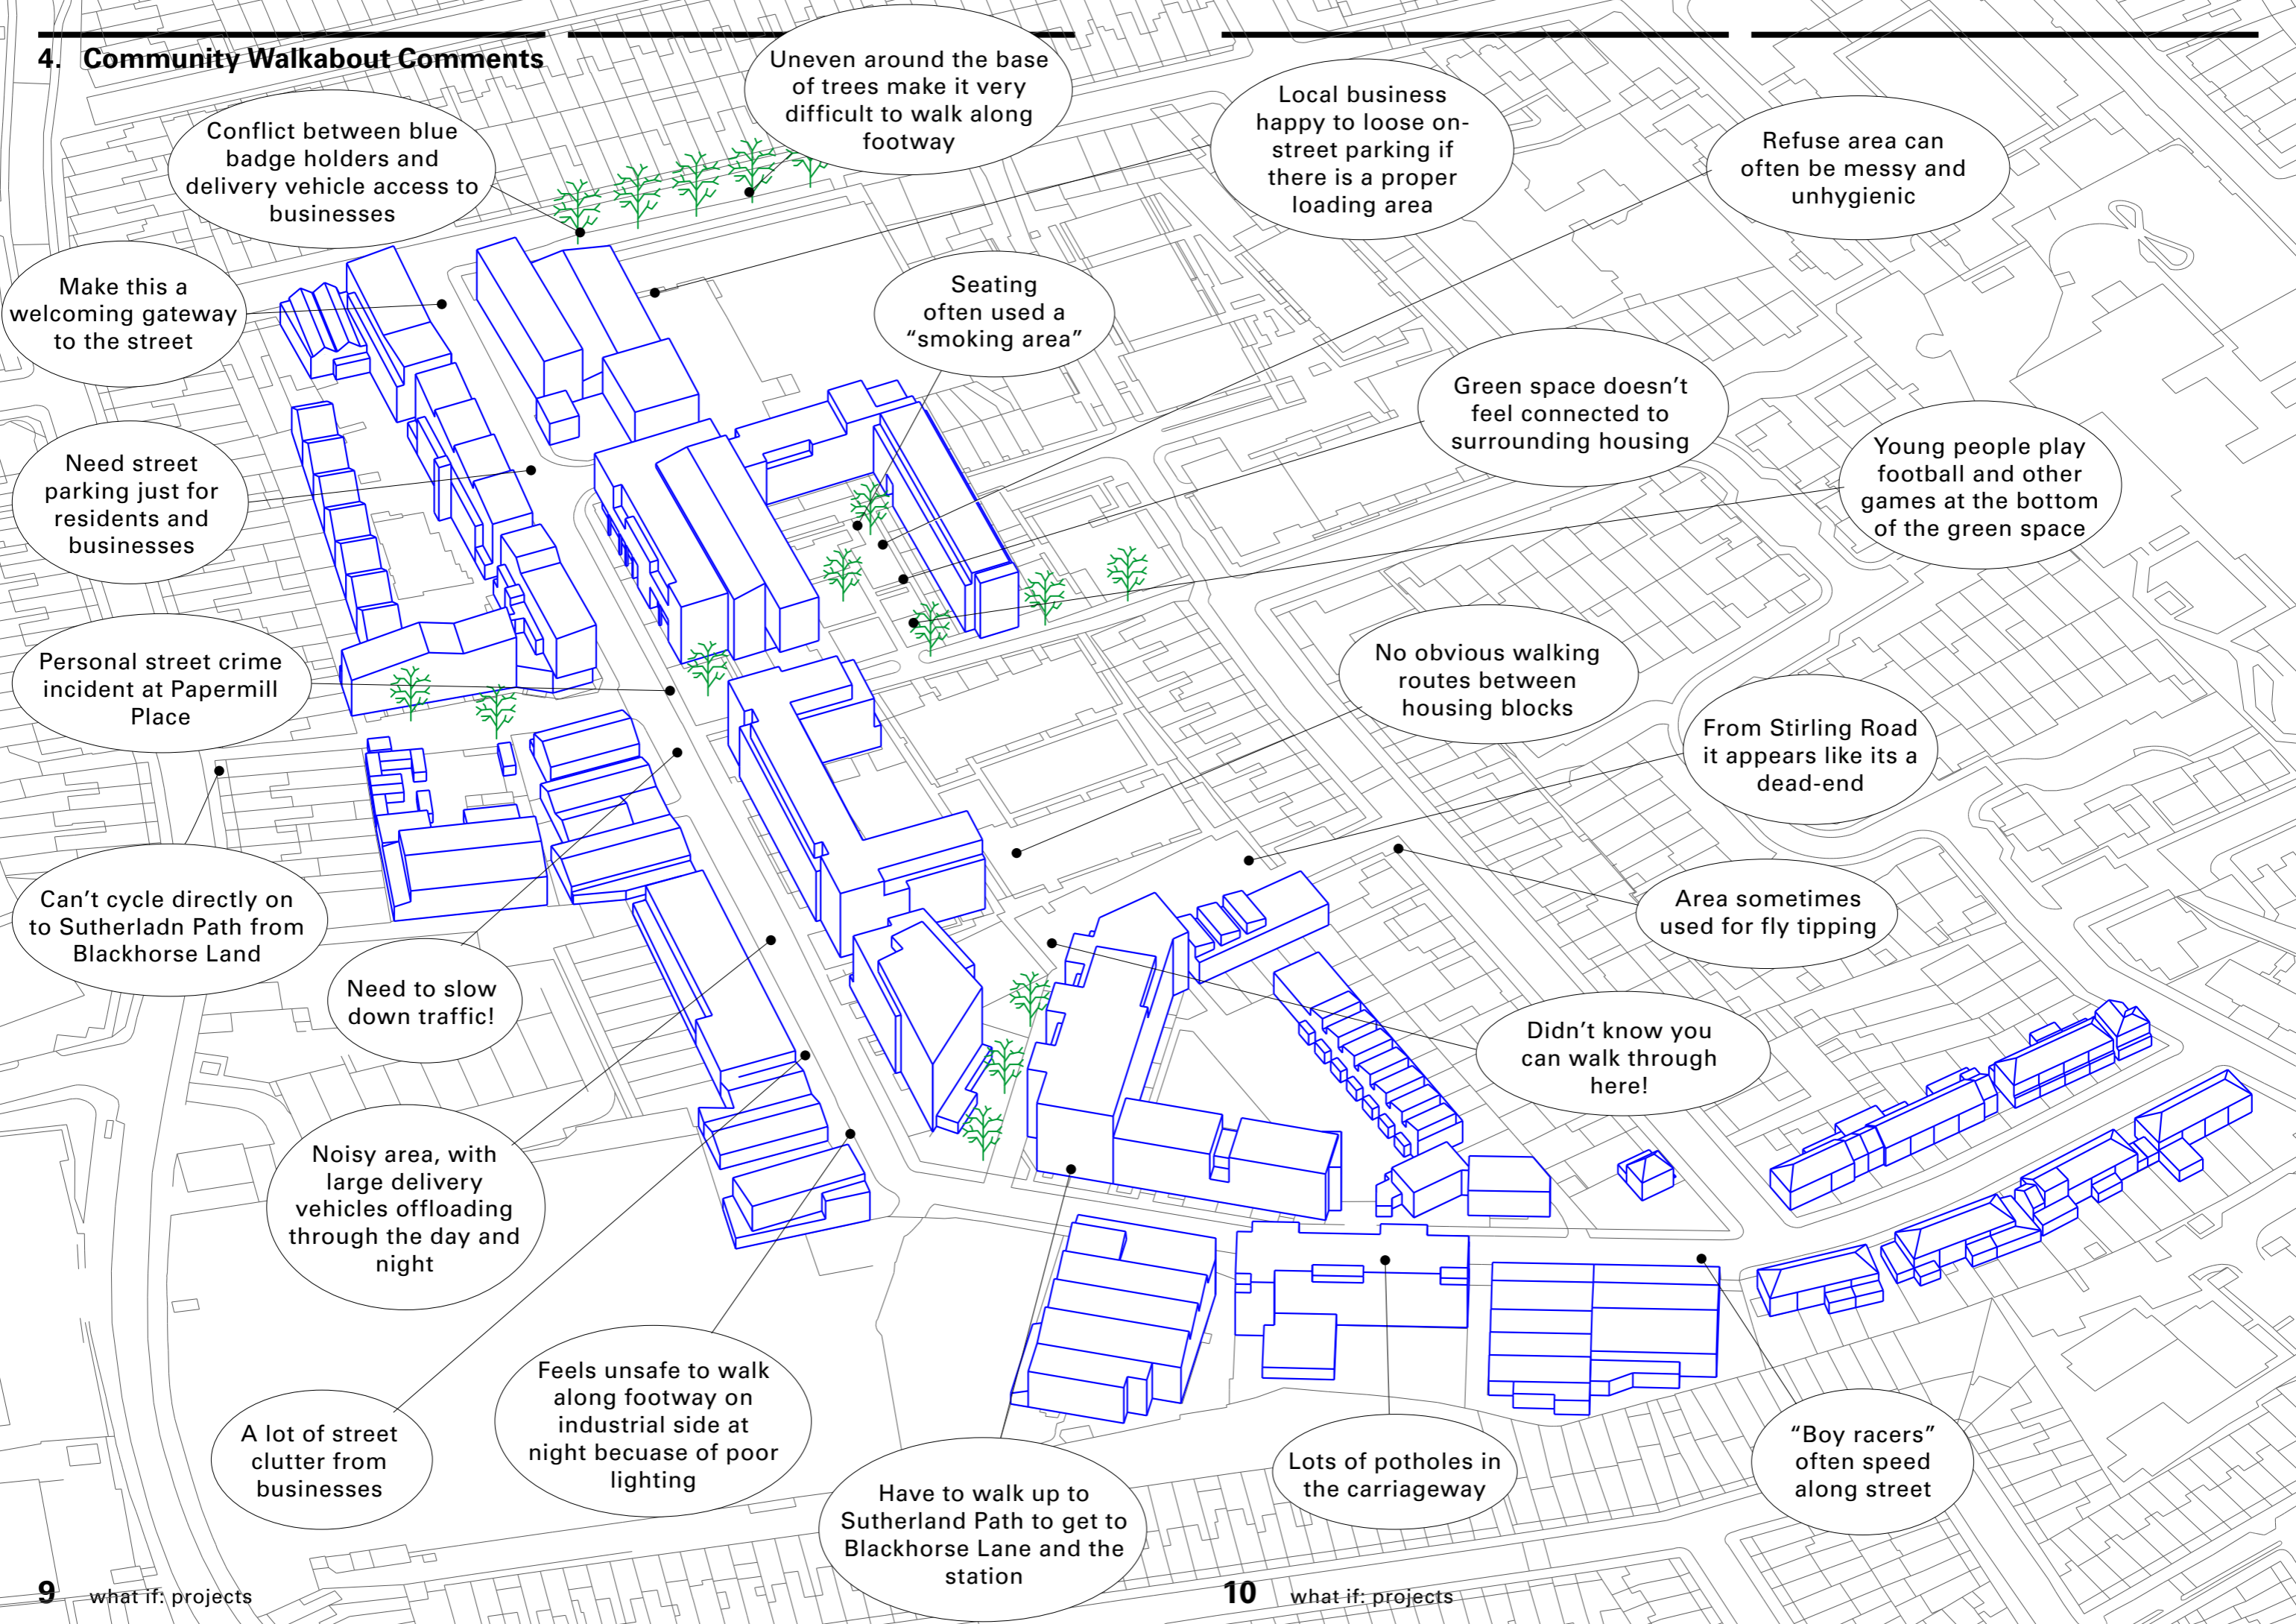 4. Community Walkabout Comments
Uneven around the base
of trees make it very
difficult to walk along
footway
Conflict between blue
badge holders and
delivery vehicle access to
businesses
Local business
happy to loose on-
street parking if
there is a proper
loading area
Refuse area can
often be messy and
unhygienic
Make this a
welcoming gateway
to the street
Seating
often used a
“smoking area”
Green space doesn’t
feel connected to
surrounding housing
Young people play
football and other
games at the bottom
of the green space
Need street
parking just for
residents and
businesses
Personal street crime
incident at Papermill
Place
No obvious walking
routes between
housing blocks
From Stirling Road
it appears like its a
dead-end
Can’t cycle directly on
to Sutherladn Path from
Blackhorse Land
Area sometimes
used for fly tipping
Need to slow
down traffic!
Didn’t know you
can walk through
here!
Noisy area, with
large delivery
vehicles offloading
through the day and
night
Feels unsafe to walk
along footway on
industrial side at
night becuase of poor
lighting
A lot of street
clutter from
businesses
Have to walk up to
Sutherland Path to get to
Blackhorse Lane and the
station
Lots of potholes in
the carriageway
“Boy racers”
often speed
along street
9 what if: projects
10 what if: projects